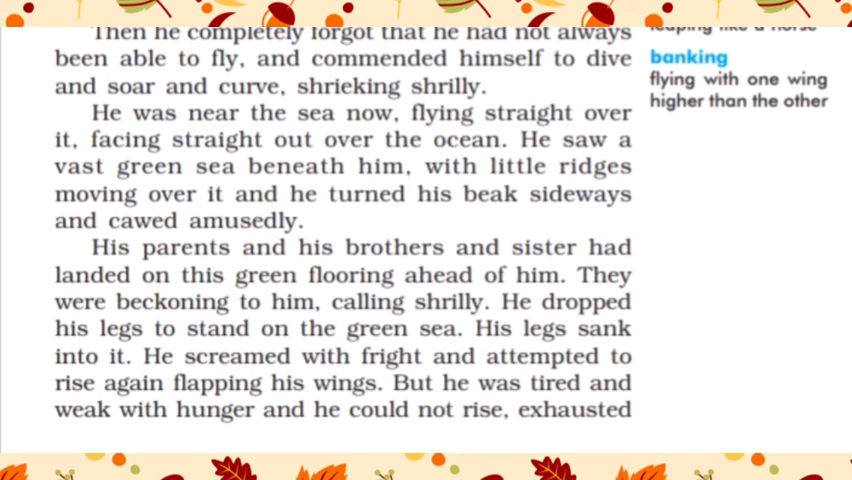 Then he completely forgot that he had not always
been able to fly, and commended himself to dive
and soar and curve, shrieking shrilly.
He was near the sea now, flying straight over
it, facing straight out over the ocean. He saw a
vast green sea beneath him, with little ridges
moving over it and he turned his beak sideways
and cawed amusedly.
His parents and his brothers and sister had
landed on this green flooring ahead of him. They
were beckoning to him, calling shrilly. He dropped
his legs to stand on the green sea. His legs sank
into it. He screamed with fright and attempted to
rise again flapping his wings. But he was tired and
weak with hunger and he could not rise, exhausted
leaping like a horse
banking
flying with one wing
higher than the other